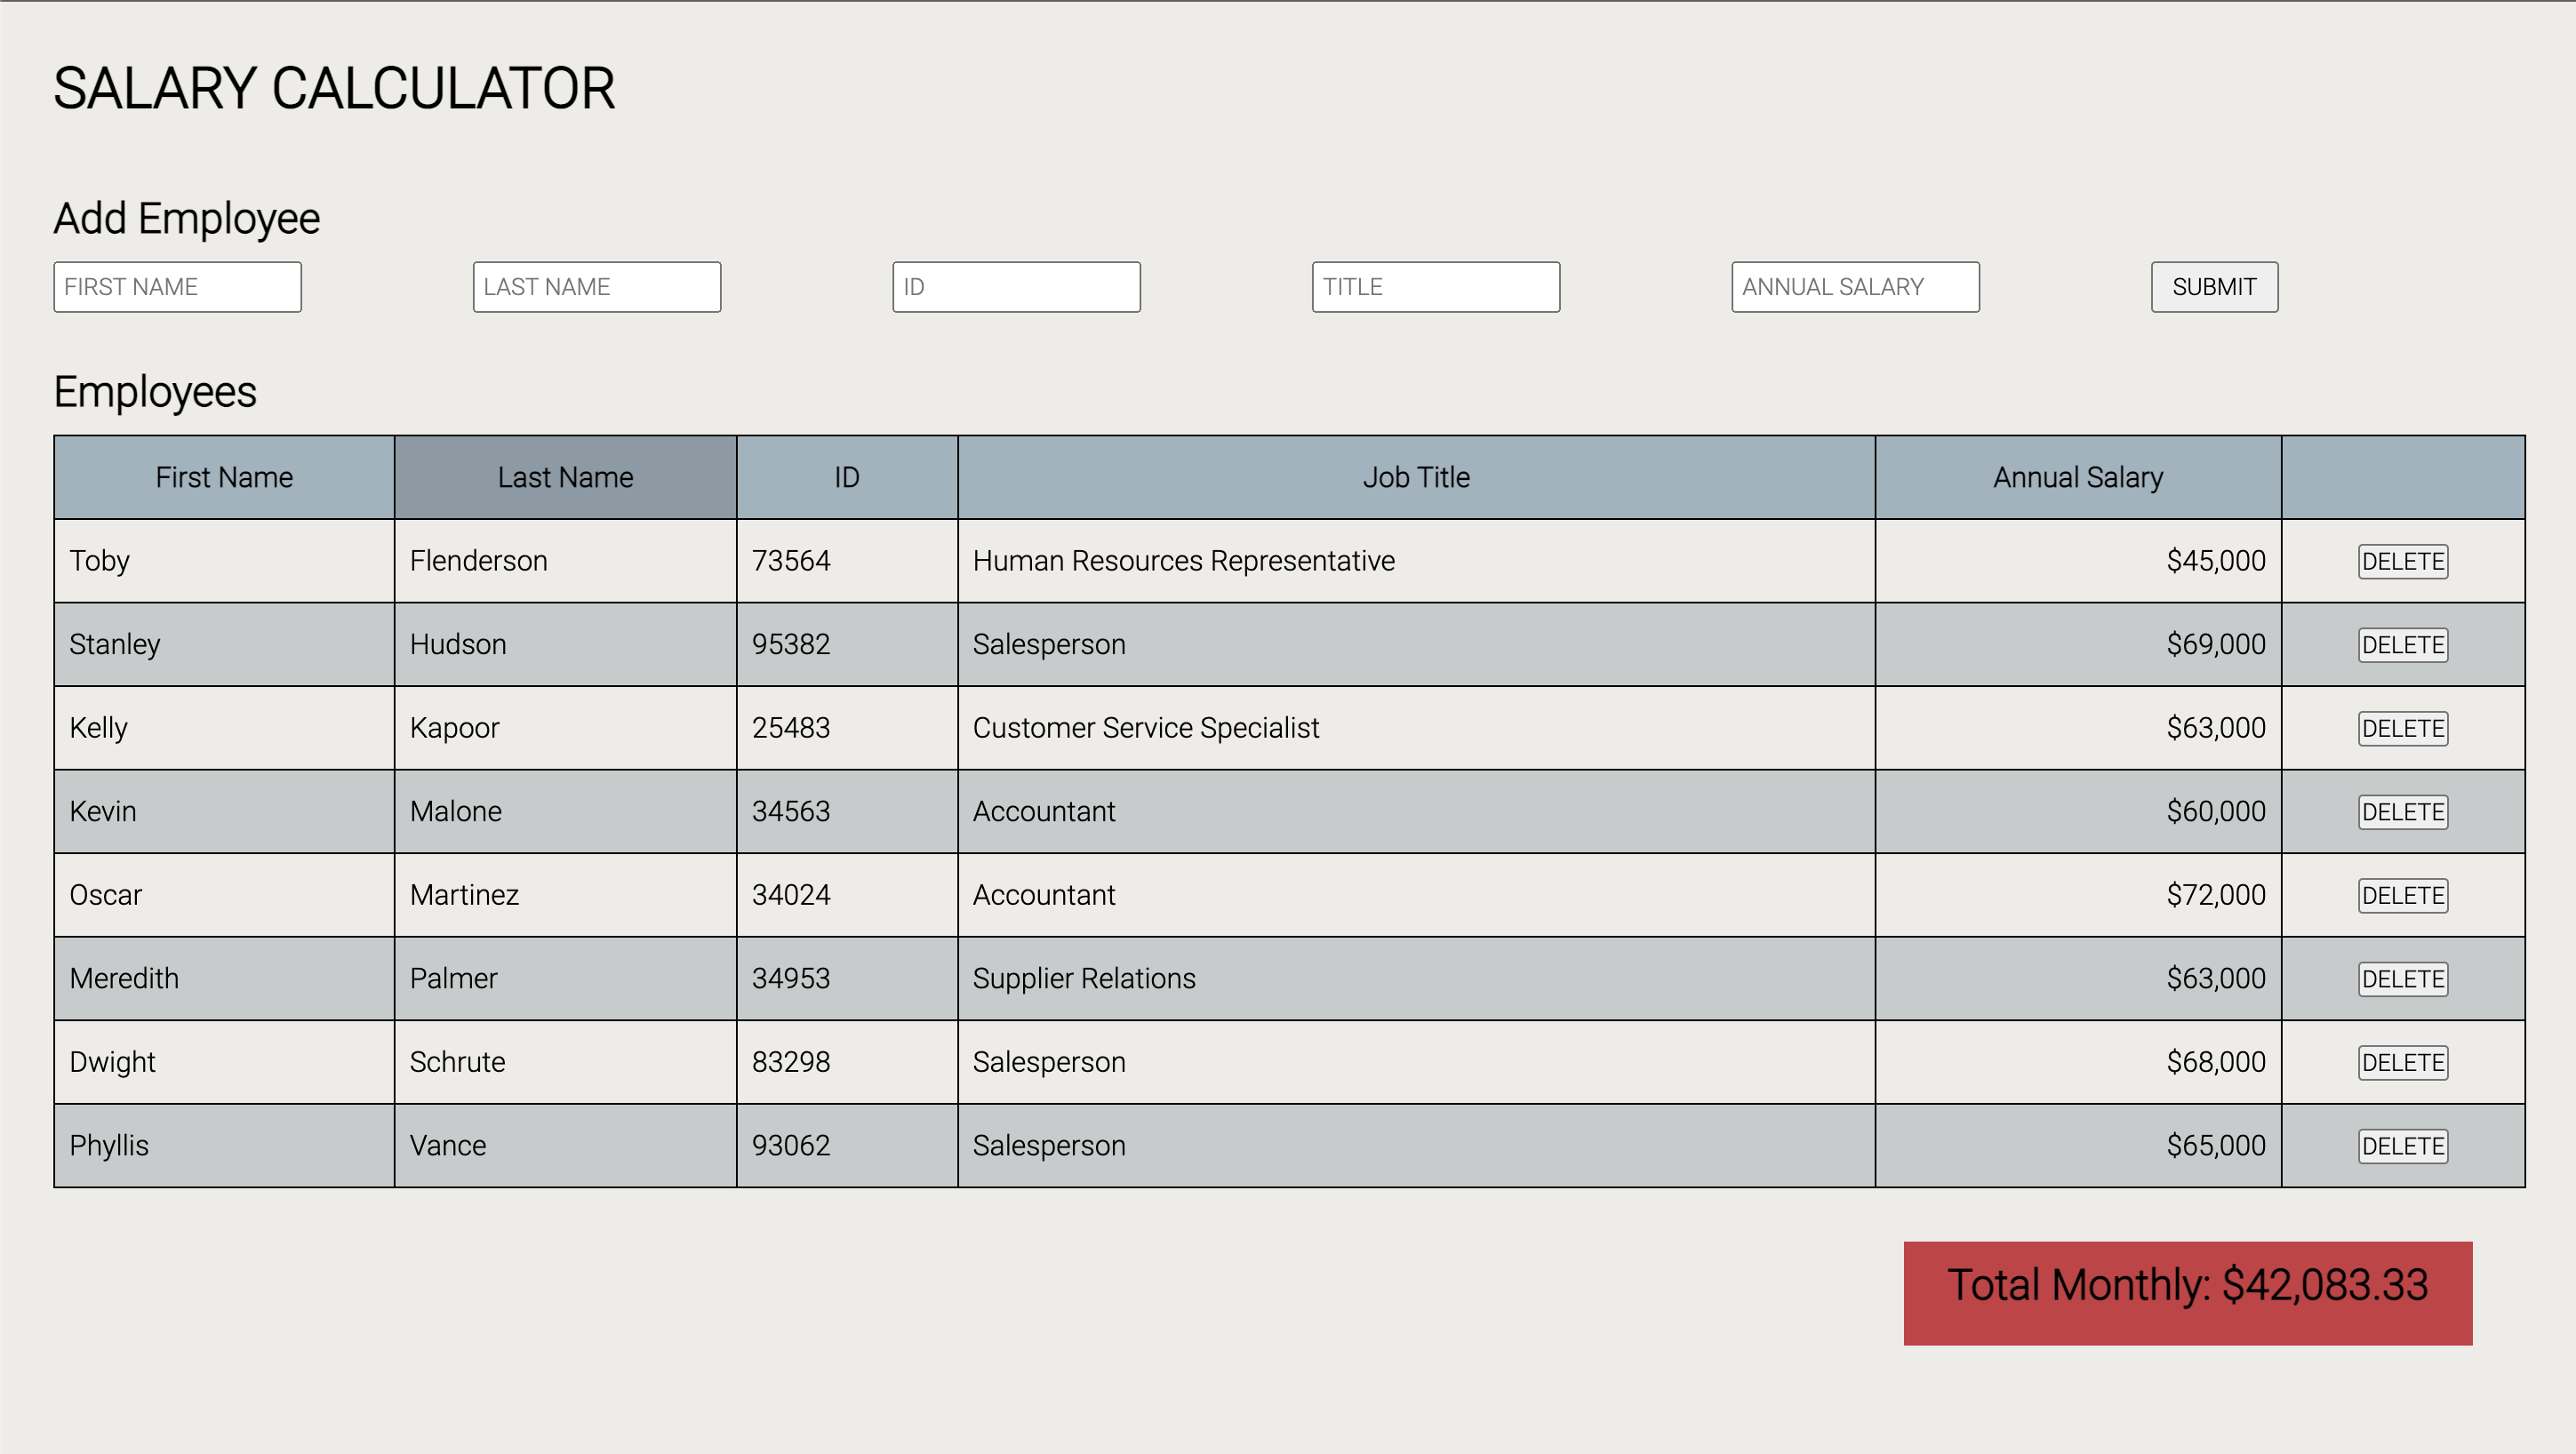 SALARY CALCULATOR
Add Employee
FIRST NAME LAST NAME ID TITLE ANNUAL SALARY SUBMIT
Employees
First Name Last Name ID Job Title Annual Salary
Toby Flenderson 73564 Human Resources Representative $45,000 DELETE
Stanley Hudson 95382 Salesperson $69,000 DELETE
Kelly Kapoor 25483 Customer Service Specialist $63,000 DELETE
Kevin Malone 34563 Accountant $60,000 DELETE
Oscar Martinez 34024 Accountant $72,000 DELETE
Meredith Palmer 34953 Supplier Relations $63,000 DELETE
Dwight Schrute 83298 Salesperson $68,000 DELETE
Phyllis Vance 93062 Salesperson $65,000 DELETE
Total Monthly: $42,083.33